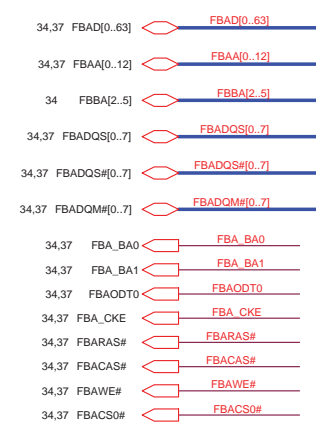 34,37 FBAD[0..63] FBAD[0..63]
34,37 FBAA[0..12] FBAA[0..12]
34 FBBA[2..5] FBBA[2..5]
34,37 FBADQS[0..7] FBADQS[0..7]
34,37 FBADQS#[0..7] FBADQS#[0..7]
34,37 FBADQM#[0..7] FBADQM#[0..7]
34,37 FBA_BA0 FBA_BA0
34,37 FBA_BA1 FBA_BA1
34,37 FBAODT0 FBAODT0
34,37 FBA_CKE FBA_CKE
34,37 FBARAS# FBARAS#
34,37 FBACAS# FBACAS#
34,37 FBAWE# FBAWE#
34,37 FBACS0# FBACS0#